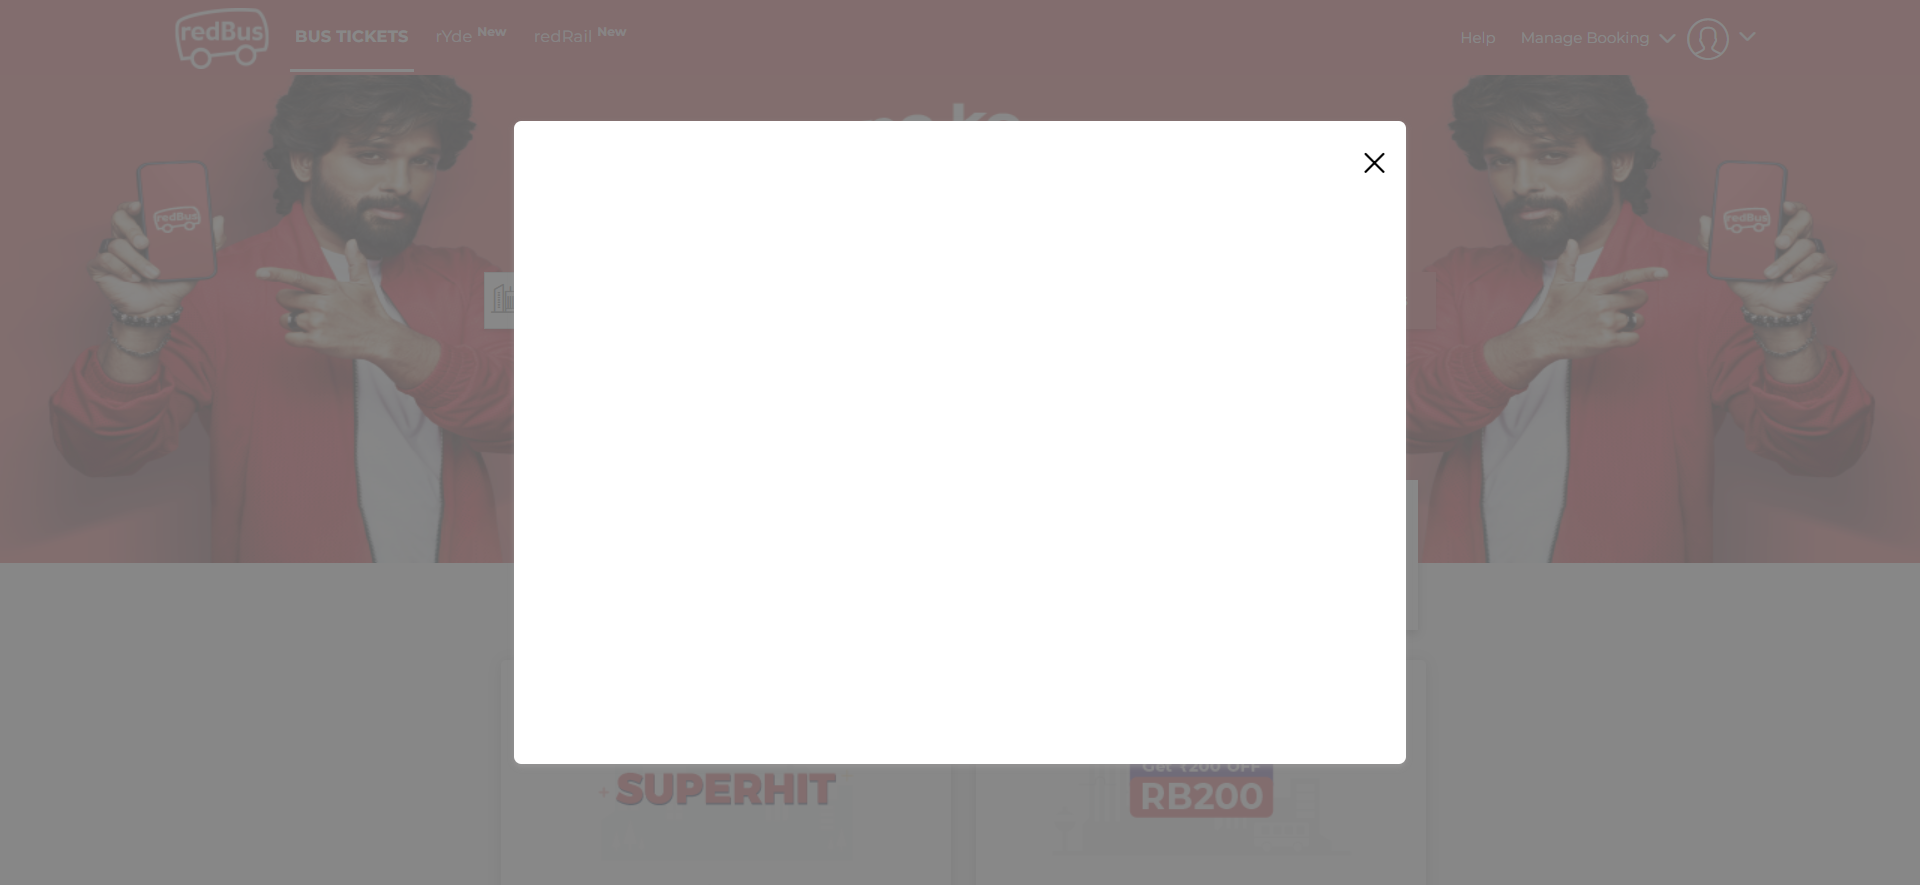 redBus
BUS TICKETS
rYde New
redRail New
Help
Manage Booking
redBus
redBus
SUPERHIT
Get ₹200 OFF
RB200